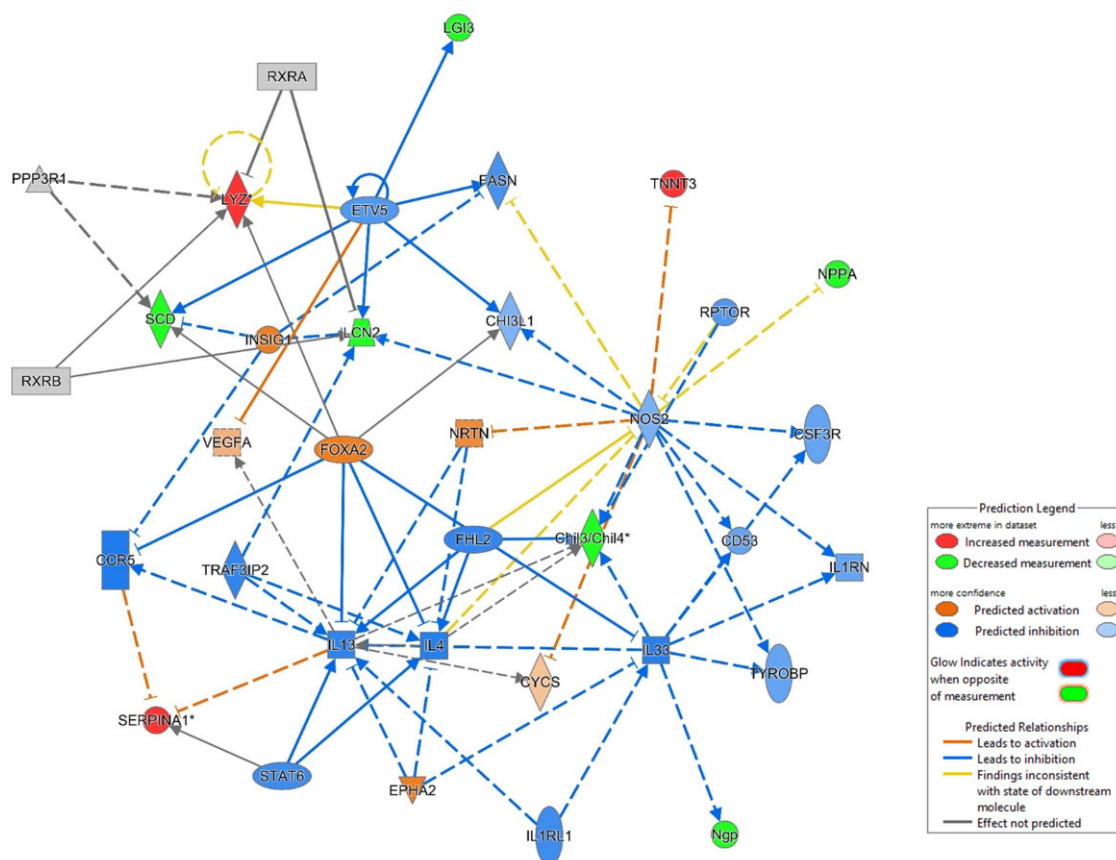 LGI3
RXRA
PPP3R1
LYZ*
ETV5
FASN
TNNT3
NPPA
SCD
INSIG1*
LCN2
CHI3L1
RPTOR
RXRB
VEGFA
FOXA2
NRTN
NOS2
CSF3R
CCR5
TRAF3IP2
FHL2
Chil3/Chil4*
CD53
IL1RN
IL13
IL4
IL33
CYCS
TYROBP
SERPINA1*
STAT6
EPHA2
IL1RL1
Ngp
Prediction Legend
more extreme in dataset less
Increased measurement
Decreased measurement
more confidence less
Predicted activation
Predicted inhibition
Glow Indicates activity
when opposite
of measurement
Predicted Relationships
Leads to activation
Leads to inhibition
Findings inconsistent
with state of downstream
molecule
Effect not predicted